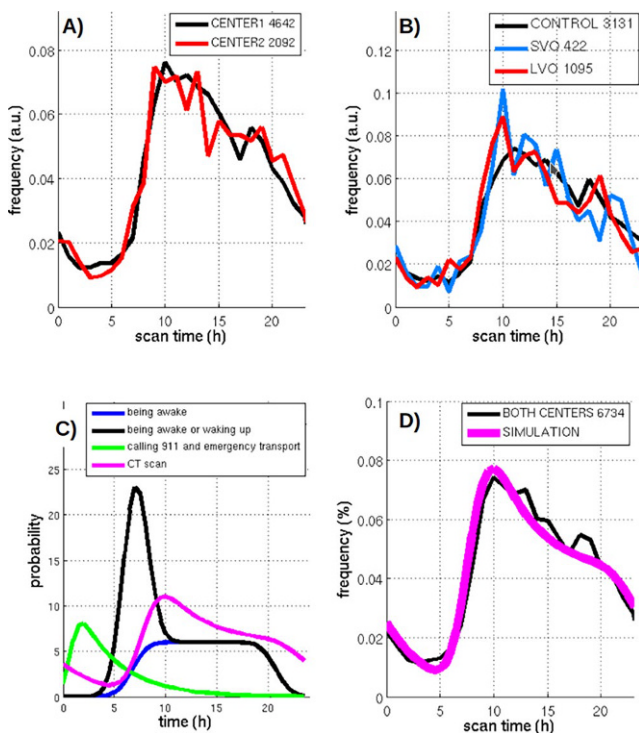 A)
CENTER1 4642
CENTER2 2092
0.08
0.06
0.04
0.02
0
frequency (a.u.)
0 5 10 15 20
scan time (h)
B)
CONTROL 3131
SVO 422
LVO 1095
0.12
0.1
0.08
0.06
0.04
0.02
0
frequency (a.u.)
0 5 10 15 20
scan time (h)
C)
being awake
being awake or waking up
calling 911 and emergency transport
CT scan
25
20
15
10
5
0
probability
0 5 10 15 20
time (h)
D)
BOTH CENTERS 6734
SIMULATION
0.1
0.08
0.06
0.04
0.02
0
frequency (%)
0 5 10 15 20
scan time (h)